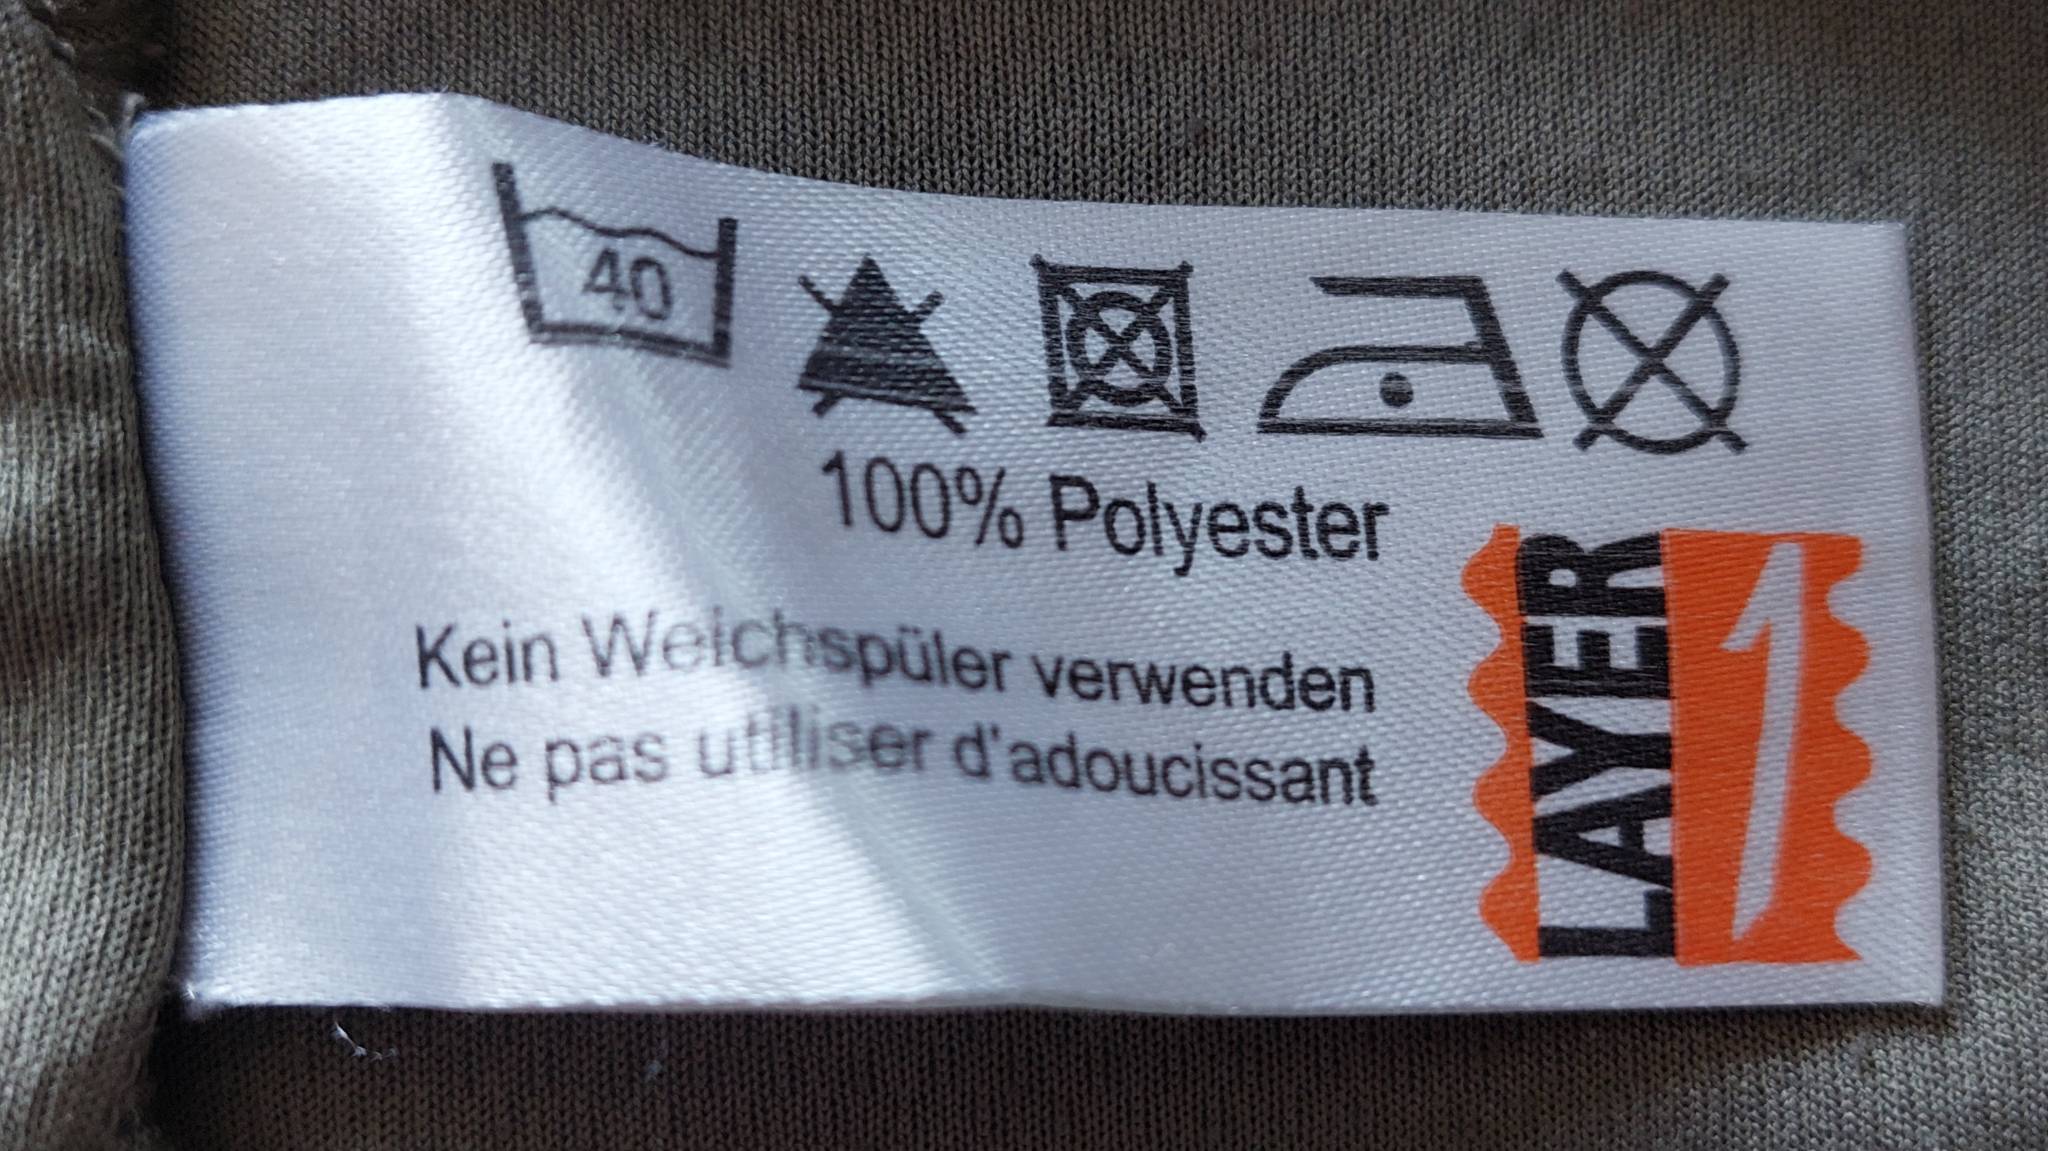 40
100% Polyester
Kein Weichspüler verwenden
Ne pas utiliser d'adoucissant
LAYER 1